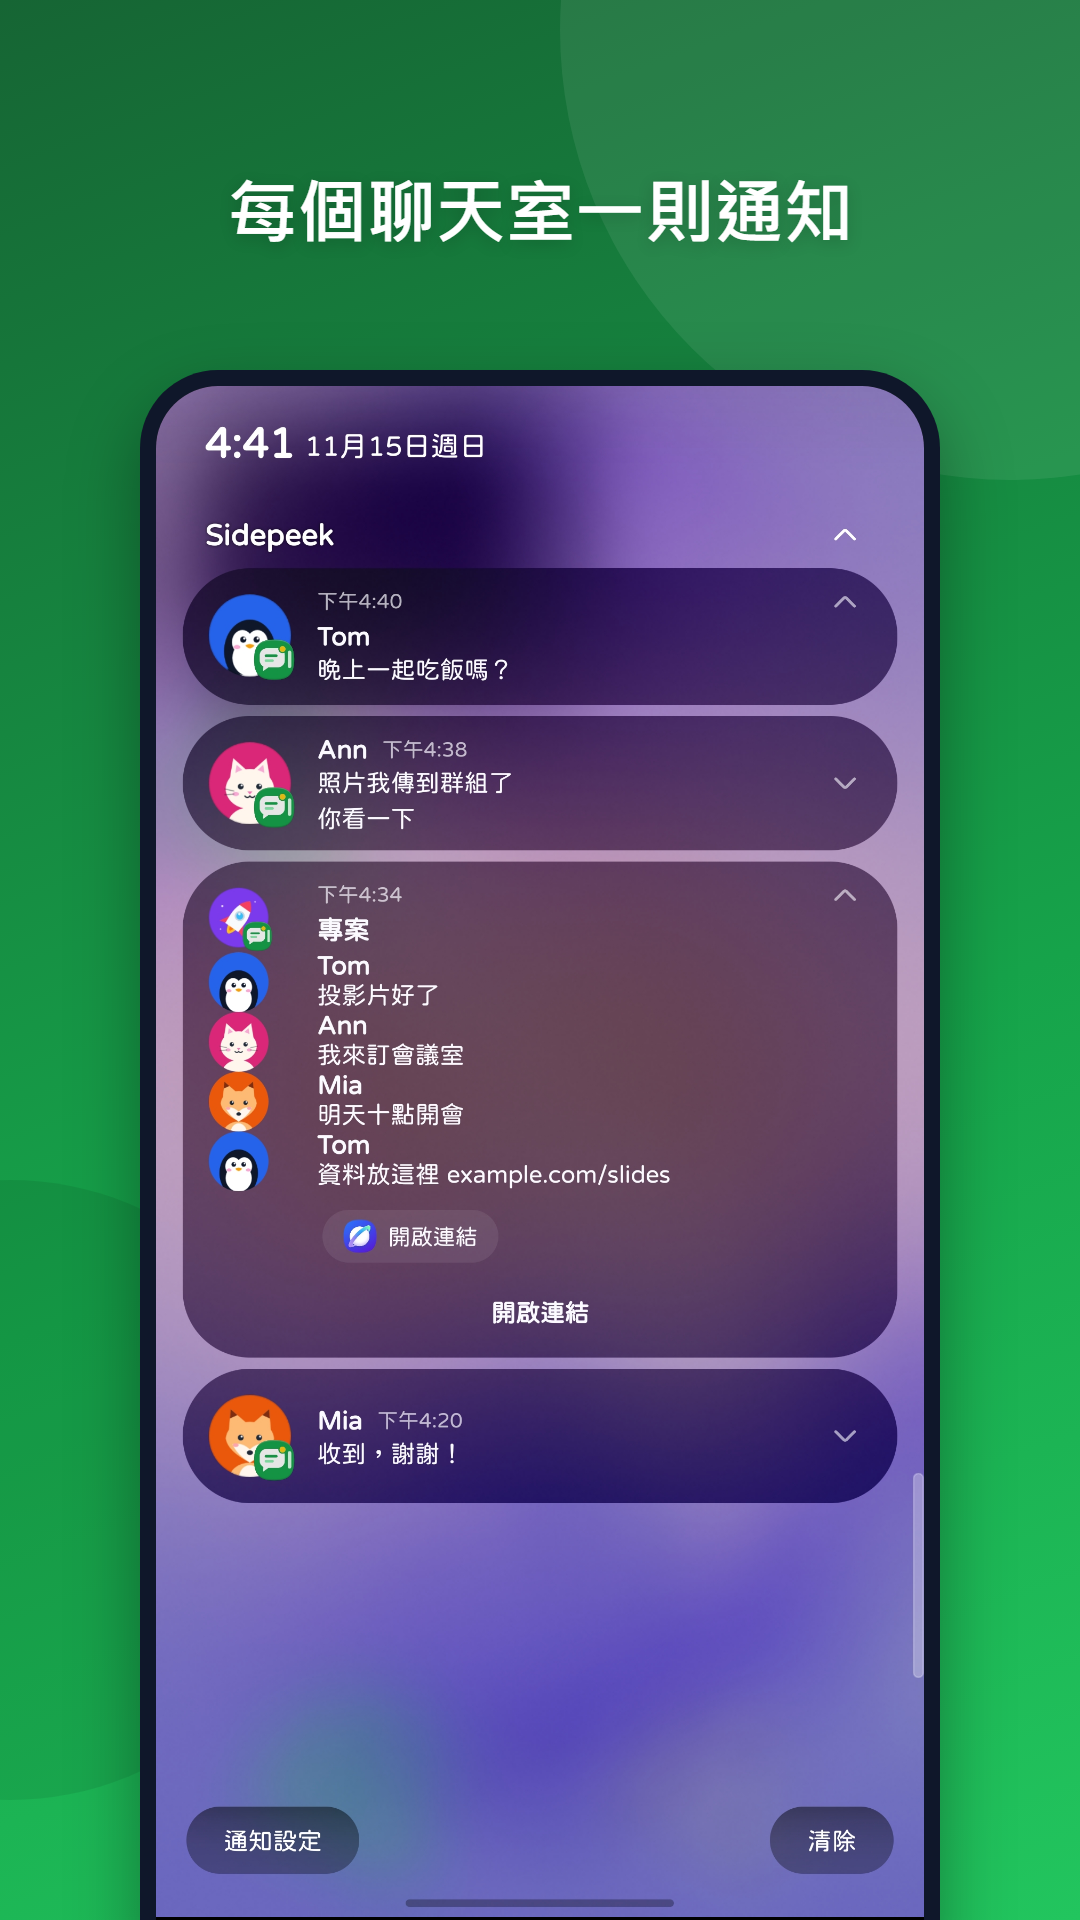 每個聊天室一則通知
4:41 11月15日週日
Sidepeek
下午4:40
Tom
晚上一起吃飯嗎？
Ann 下午4:38
照片我傳到群組了
你看一下
下午4:34
專案
Tom
投影片好了
Ann
我來訂會議室
Mia
明天十點開會
Tom
資料放這裡 example.com/slides
開啟連結
開啟連結
Mia 下午4:20
收到，謝謝！
通知設定
清除